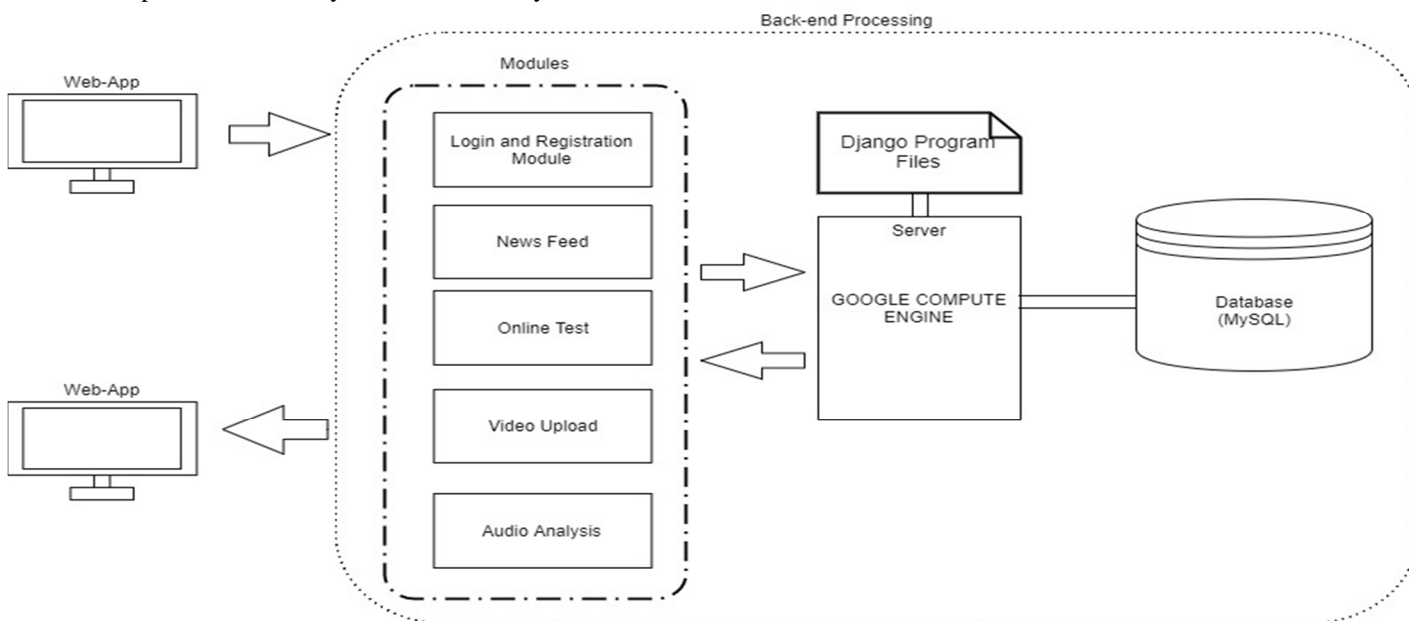 Back-end Processing
Web-App
Modules
Login and Registration
Module
News Feed
Online Test
Video Upload
Audio Analysis
Django Program
Files
Server
GOOGLE COMPUTE
ENGINE
Database
(MySQL)
Web-App